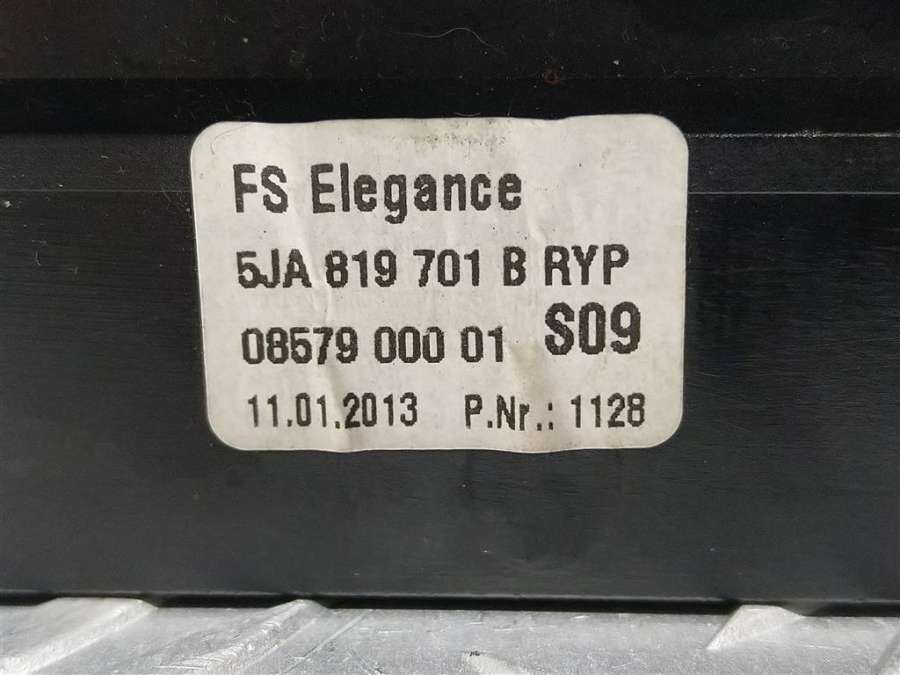 FS Elegance
5JA 819 701 B RYP
08579 000 01 S09
11.01.2013 P.Nr.: 1128